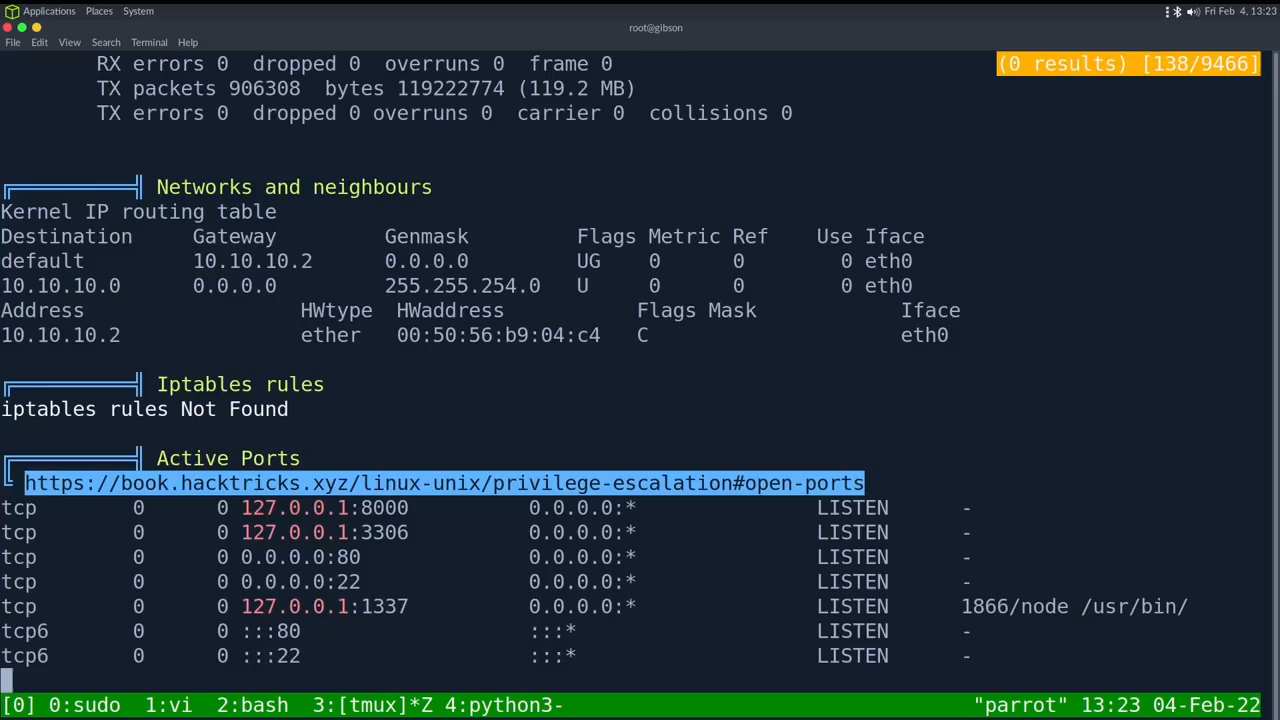 Applications Places System Fri Feb 4, 13:23
root@gibson
File Edit View Search Terminal Help
RX errors 0 dropped 0 overruns 0 frame 0 (0 results) [138/9466]
TX packets 906308 bytes 119222774 (119.2 MB)
TX errors 0 dropped 0 overruns 0 carrier 0 collisions 0
Networks and neighbours
Kernel IP routing table
Destination Gateway Genmask Flags Metric Ref Use Iface
default 10.10.10.2 0.0.0.0 UG 0 0 0 eth0
10.10.10.0 0.0.0.0 255.255.254.0 U 0 0 0 eth0
Address HWtype HWaddress Flags Mask Iface
10.10.10.2 ether 00:50:56:b9:04:c4 C eth0
Iptables rules
iptables rules Not Found
Active Ports
https://book.hacktricks.xyz/linux-unix/privilege-escalation#open-ports
tcp 0 0 127.0.0.1:8000 0.0.0.0:* LISTEN -
tcp 0 0 127.0.0.1:3306 0.0.0.0:* LISTEN -
tcp 0 0 0.0.0.0:80 0.0.0.0:* LISTEN -
tcp 0 0 0.0.0.0:22 0.0.0.0:* LISTEN -
tcp 0 0 127.0.0.1:1337 0.0.0.0:* LISTEN 1866/node /usr/bin/
tcp6 0 0 :::80 :::* LISTEN -
tcp6 0 0 :::22 :::* LISTEN -
[0] 0:sudo 1:vi 2:bash 3:[tmux]*Z 4:python3- "parrot" 13:23 04-Feb-22